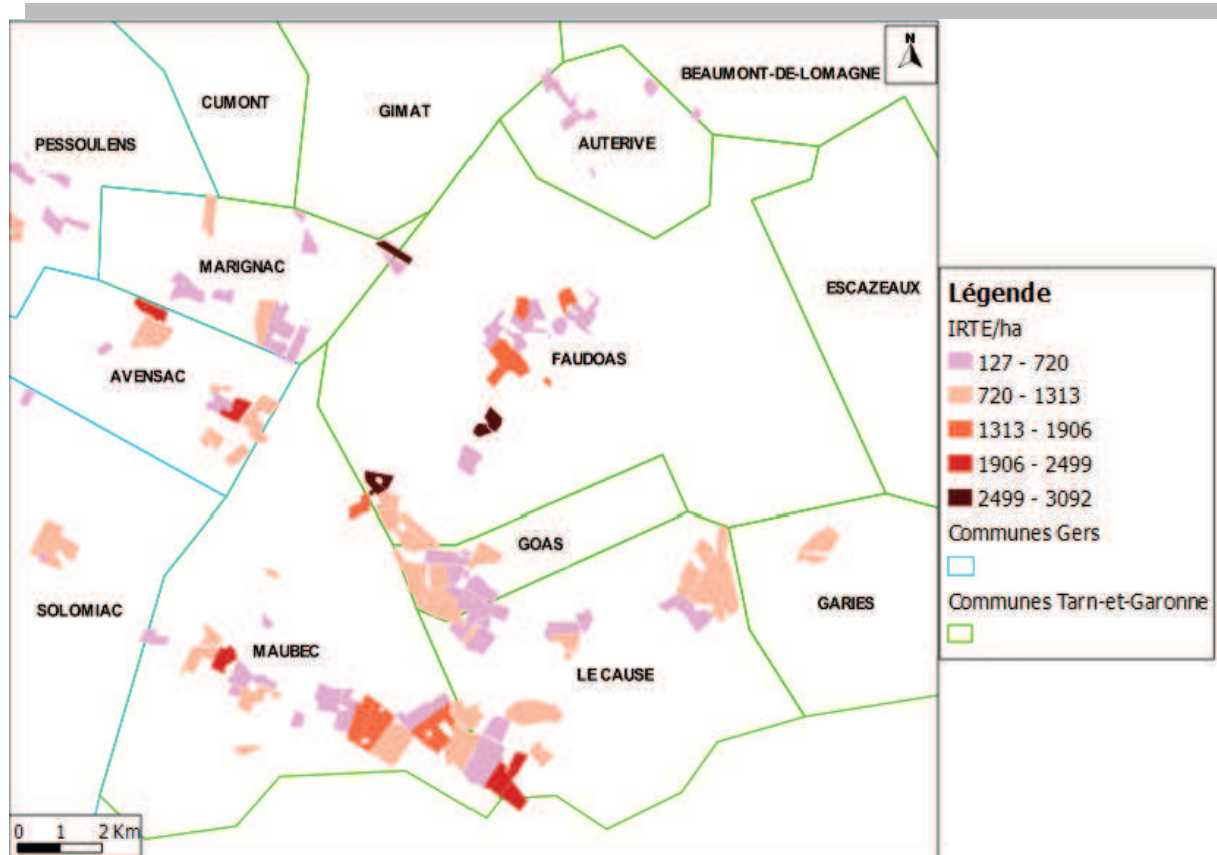 N
BEAUMONT-DE-LOMAGNE
CUMONT
GIMAT
PESSOULENS
AUTERIVE
MARIGNAC
ESCAZEAUX
FAUDOAS
AVENSAC
GOAS
SOLOMIAC
GARIES
MAUBEC
LE CAUSE
0 1 2 Km
Légende
IRTE/ha
127 - 720
720 - 1313
1313 - 1906
1906 - 2499
2499 - 3092
Communes Gers
Communes Tarn-et-Garonne